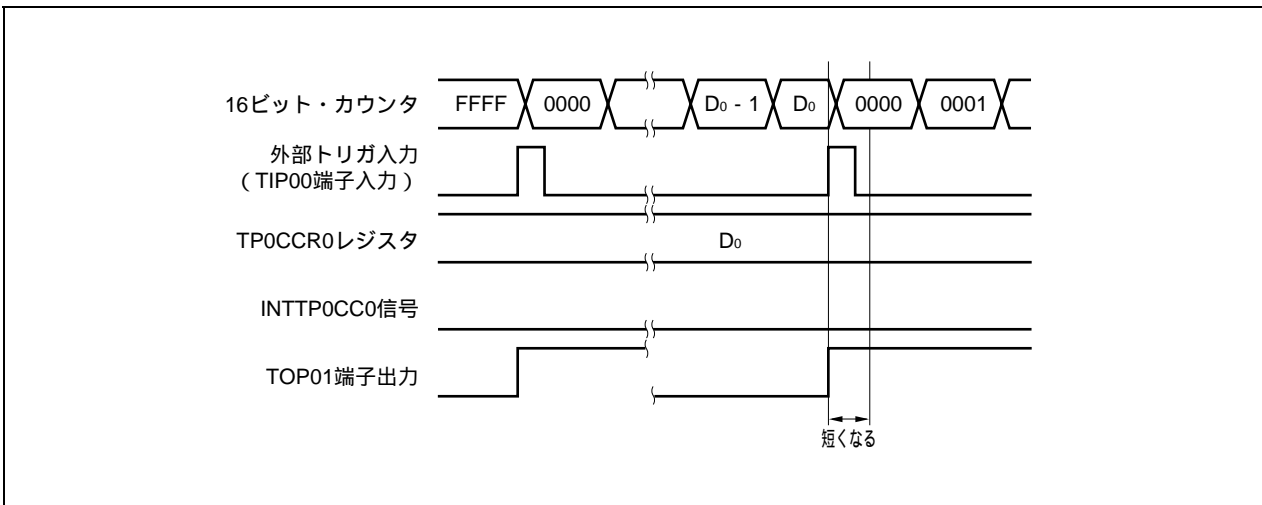 16ビット・カウンタ FFFF 0000 D0 - 1 D0 0000 0001
外部トリガ入力
（TIP00端子入力）
TP0CCR0レジスタ D0
INTTP0CC0信号
TOP01端子出力
短くなる